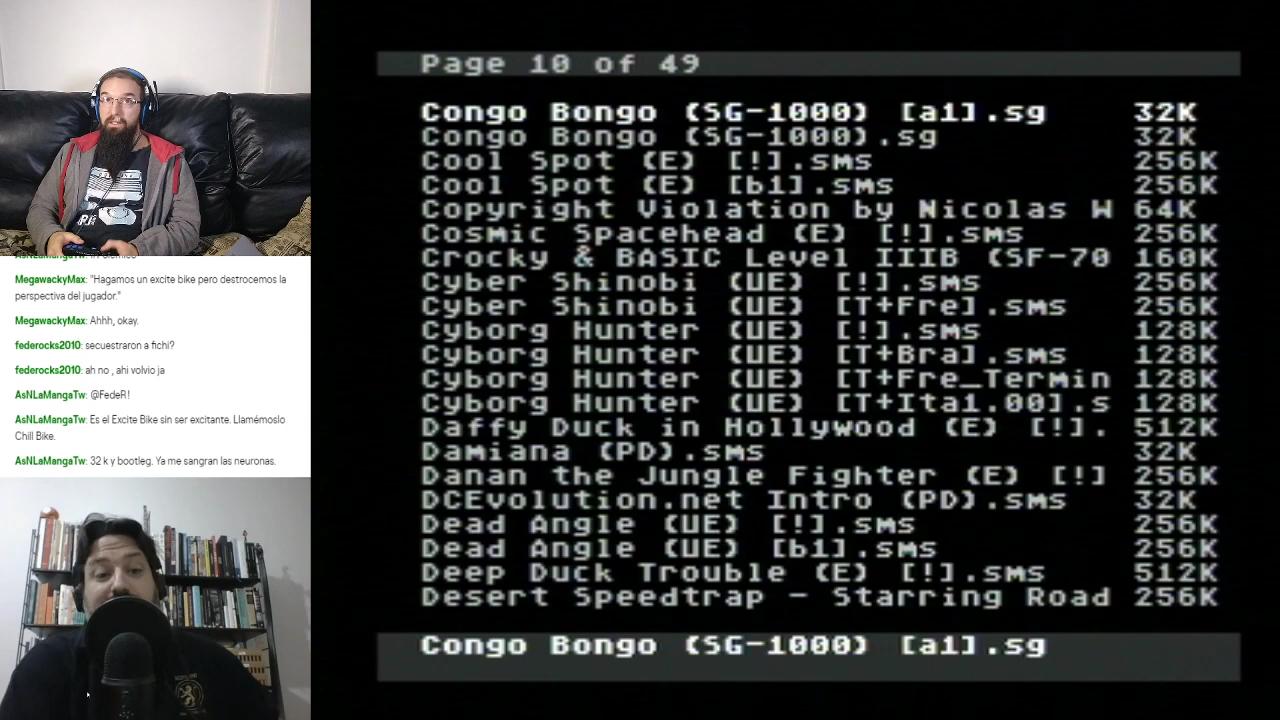 MegawackyMax: "Hagamos un excite bike pero destrocemos la
perspectiva del jugador."
MegawackyMax: Ahhh, okay.
federocks2010: secuestraron a fichi?
federocks2010: ah no , ahi volvio ja
AsNLaMangaTw: @FedeR!
AsNLaMangaTw: Es el Excite Bike sin ser excitante. Llamémoslo
Chill Bike.
AsNLaMangaTw: 32 k y bootleg. Ya me sangran las neuronas.
Page 10 of 49
Congo Bongo (SG-1000) [a1].sg 32K
Congo Bongo (SG-1000).sg 32K
Cool Spot (E) [!].sms 256K
Cool Spot (E) [b1].sms 256K
Copyright Violation by Nicolas W 64K
Cosmic Spacehead (E) [!].sms 256K
Crocky & BASIC Level IIIB (SF-70 160K
Cyber Shinobi (UE) [!].sms 256K
Cyber Shinobi (UE) [T+Fre].sms 256K
Cyborg Hunter (UE) [!].sms 128K
Cyborg Hunter (UE) [T+Bra].sms 128K
Cyborg Hunter (UE) [T+Fre_Termin 128K
Cyborg Hunter (UE) [T+Ita1.00].s 128K
Daffy Duck in Hollywood (E) [!]. 512K
Damiana (PD).sms 32K
Danan the Jungle Fighter (E) [!] 256K
DCEvolution.net Intro (PD).sms 32K
Dead Angle (UE) [!].sms 256K
Dead Angle (UE) [b1].sms 256K
Deep Duck Trouble (E) [!].sms 512K
Desert Speedtrap - Starring Road 256K
Congo Bongo (SG-1000) [a1].sg